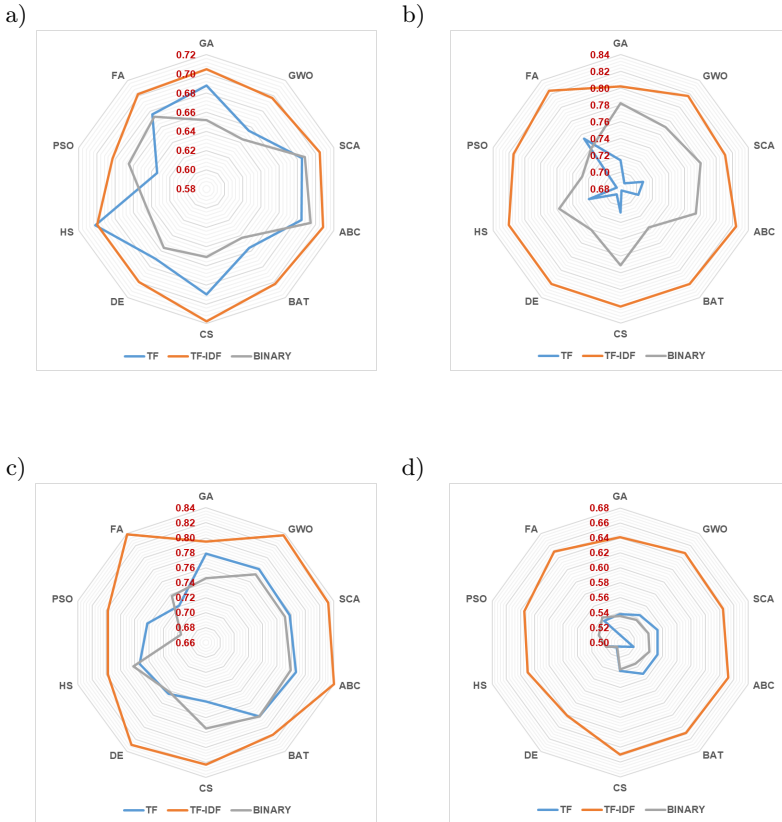 a)
GA
GWO
SCA
ABC
BAT
CS
DE
HS
PSO
FA
0.72
0.70
0.68
0.66
0.64
0.62
0.60
0.58
TF TF-IDF BINARY
b)
GA
GWO
SCA
ABC
BAT
CS
DE
HS
PSO
FA
0.84
0.82
0.80
0.78
0.76
0.74
0.72
0.70
0.68
TF TF-IDF BINARY
c)
GA
GWO
SCA
ABC
BAT
CS
DE
HS
PSO
FA
0.84
0.82
0.80
0.78
0.76
0.74
0.72
0.70
0.68
0.66
TF TF-IDF BINARY
d)
GA
GWO
SCA
ABC
BAT
CS
DE
HS
PSO
FA
0.68
0.66
0.64
0.62
0.60
0.58
0.56
0.54
0.52
0.50
TF TF-IDF BINARY